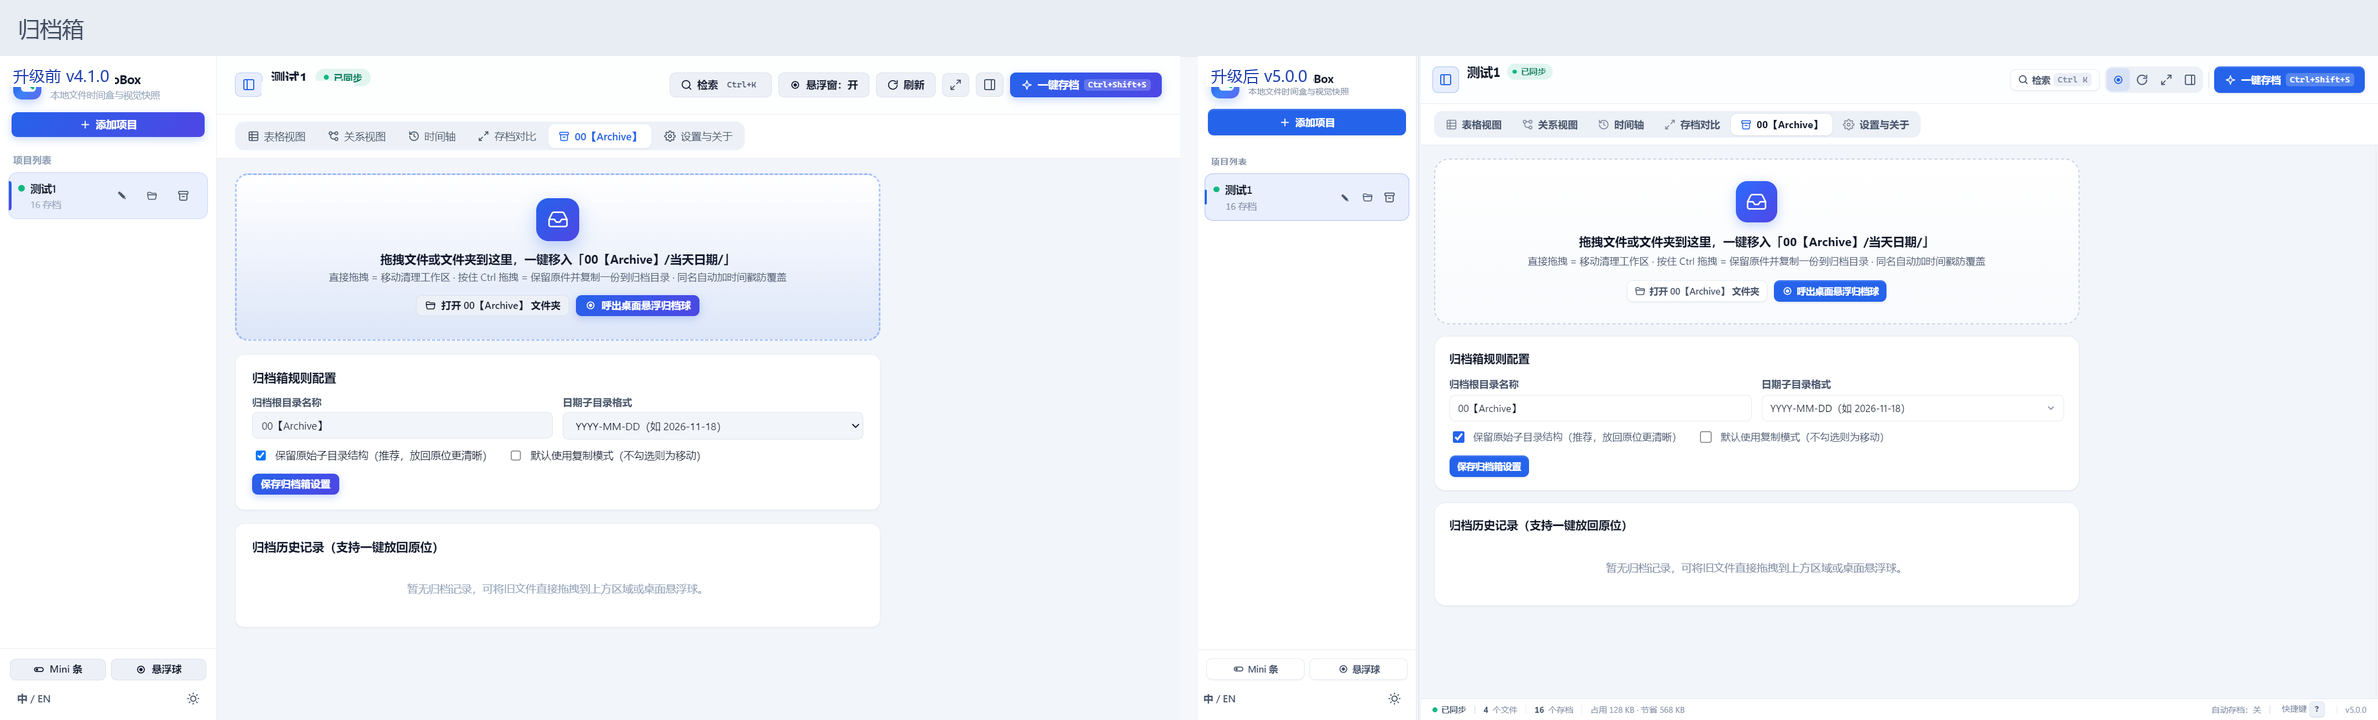 归档箱
升级前 v4.1.0
oBox
本地文件时间盒与视觉快照
添加项目
项目列表
测试1
16 存档
Mini 条
悬浮球
中 / EN
测试1
已同步
检索 Ctrl+K
悬浮窗：开
刷新
一键存档 Ctrl+Shift+S
表格视图
关系视图
时间轴
存档对比
00【Archive】
设置与关于
拖拽文件或文件夹到这里，一键移入「00【Archive】/当天日期/」
直接拖拽 = 移动清理工作区 · 按住 Ctrl 拖拽 = 保留原件并复制一份到归档目录 · 同名自动加时间戳防覆盖
打开 00【Archive】 文件夹
呼出桌面悬浮归档球
归档箱规则配置
归档根目录名称
日期子目录格式
00【Archive】
YYYY-MM-DD（如 2026-11-18）
保留原始子目录结构（推荐，放回原位更清晰）
默认使用复制模式（不勾选则为移动）
保存归档箱设置
归档历史记录（支持一键放回原位）
暂无归档记录，可将旧文件直接拖拽到上方区域或桌面悬浮球。
升级后 v5.0.0
Box
本地文件时间盒与视觉快照
添加项目
项目列表
测试1
16 存档
Mini 条
悬浮球
中 / EN
测试1
已同步
检索 Ctrl K
一键存档 Ctrl+Shift+S
表格视图
关系视图
时间轴
存档对比
00【Archive】
设置与关于
拖拽文件或文件夹到这里，一键移入「00【Archive】/当天日期/」
直接拖拽 = 移动清理工作区 · 按住 Ctrl 拖拽 = 保留原件并复制一份到归档目录 · 同名自动加时间戳防覆盖
打开 00【Archive】 文件夹
呼出桌面悬浮归档球
归档箱规则配置
归档根目录名称
日期子目录格式
00【Archive】
YYYY-MM-DD（如 2026-11-18）
保留原始子目录结构（推荐，放回原位更清晰）
默认使用复制模式（不勾选则为移动）
保存归档箱设置
归档历史记录（支持一键放回原位）
暂无归档记录，可将旧文件直接拖拽到上方区域或桌面悬浮球。
已同步
4 个文件
16 个存档
占用 128 KB · 节省 568 KB
自动存档：关
快捷键 ?
v5.0.0